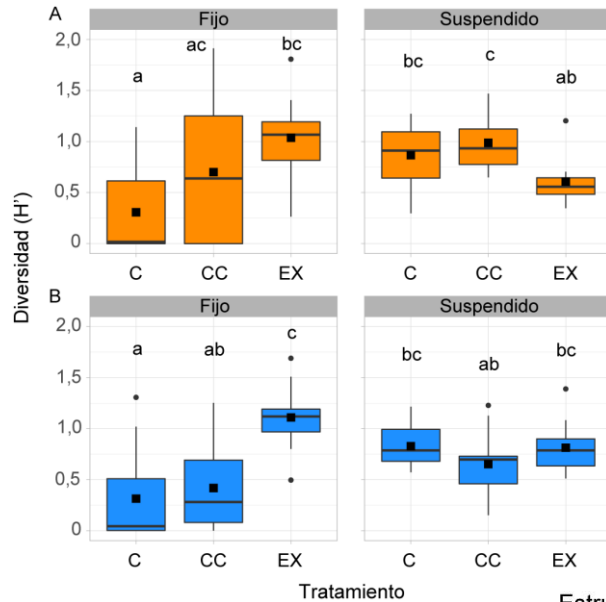 A
Fijo
Suspendido
Diversidad (H')
2,0
1,5
1,0
0,5
0
a
ac
bc
bc
c
ab
C CC EX
C CC EX
B
Fijo
Suspendido
2,0
1,5
1,0
0,5
0
a
ab
c
bc
ab
bc
C CC EX
C CC EX
Tratamiento